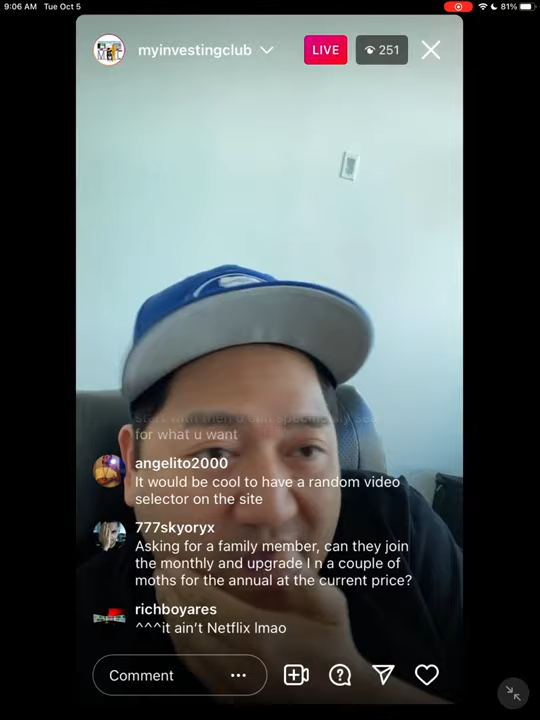 9:06 AM Tue Oct 5
81%
myinvestingclub
LIVE
251
for what u want
angelito2000
It would be cool to have a random video
selector on the site
777skyoryx
Asking for a family member, can they join
the monthly and upgrade I n a couple of
moths for the annual at the current price?
richboyares
^^^it ain't Netflix lmao
Comment